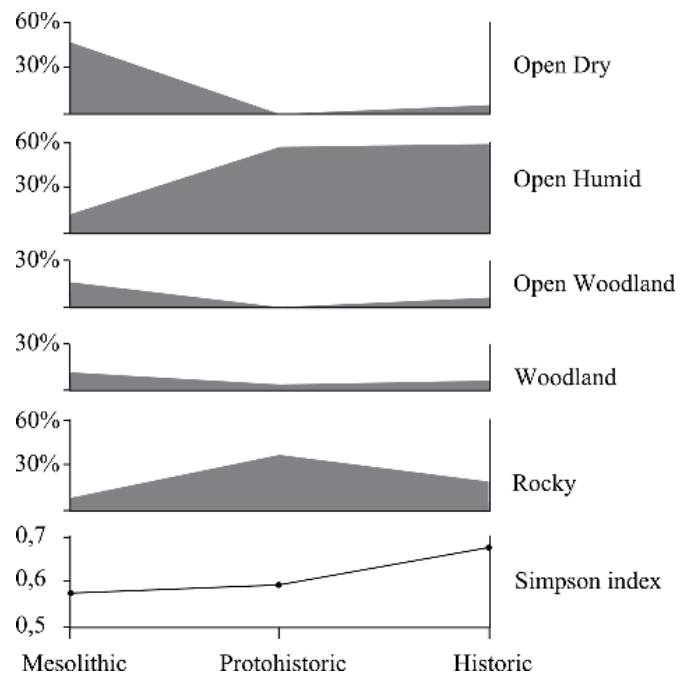 60%
30%
Open Dry
60%
30%
Open Humid
30%
Open Woodland
30%
Woodland
60%
30%
Rocky
0,7
0,6
0,5
Simpson index
Mesolithic Protohistoric Historic